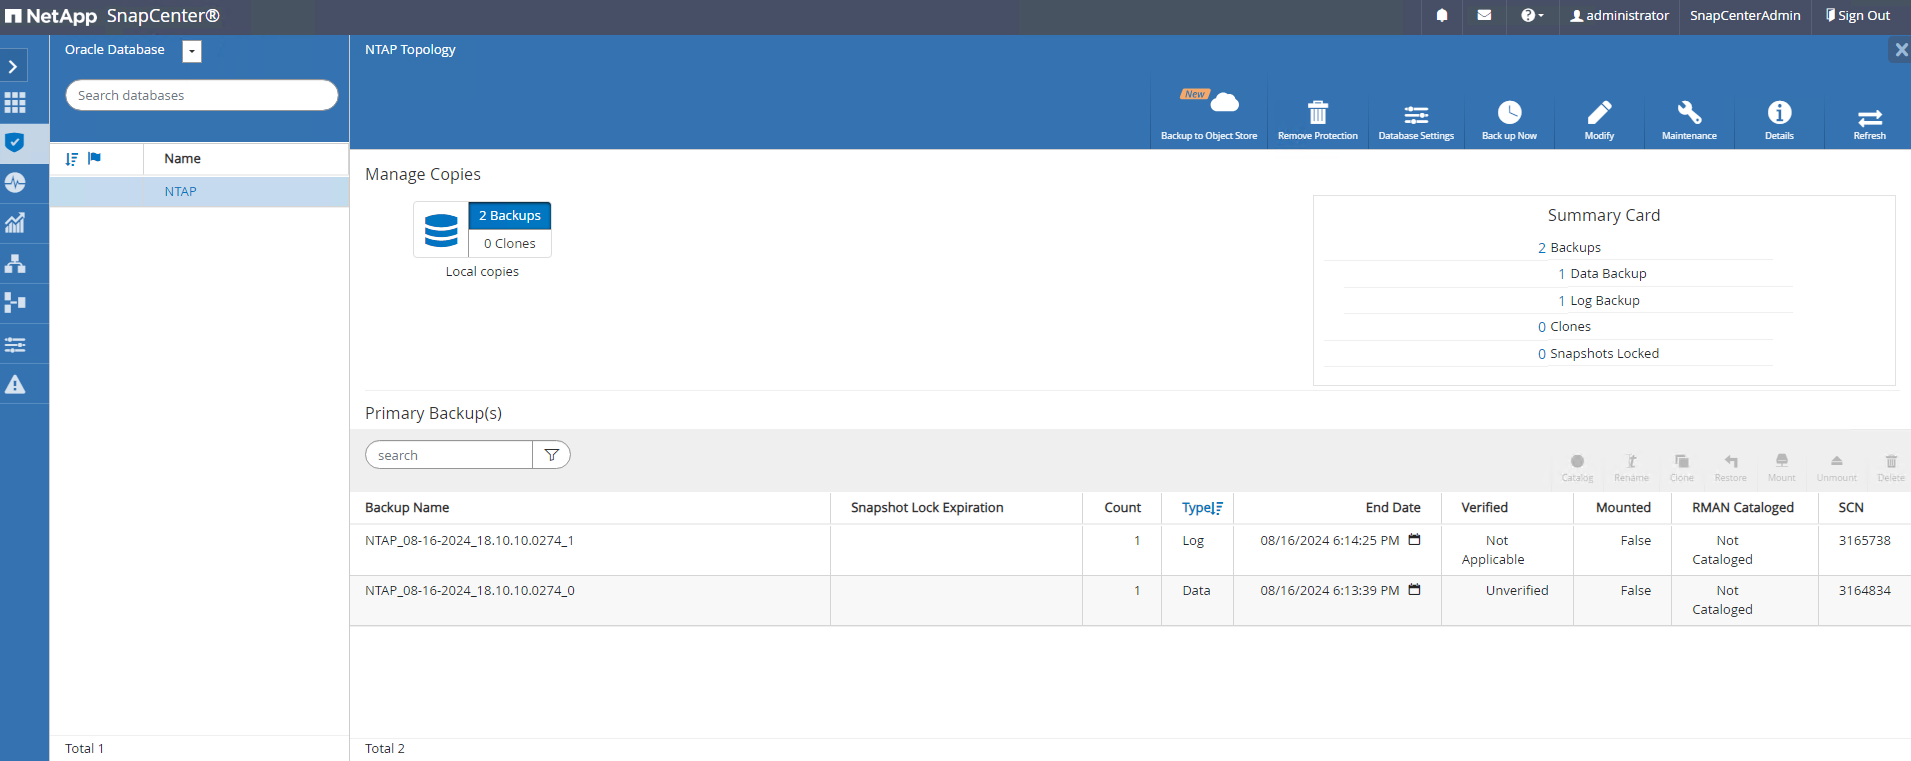 NetApp SnapCenter®
administrator SnapCenterAdmin Sign Out
Oracle Database
Search databases
Name
NTAP
Total 1
NTAP Topology
New
Backup to Object Store Remove Protection Database Settings Back up Now Modify Maintenance Details Refresh
Manage Copies
2 Backups
0 Clones
Local copies
Summary Card
2 Backups
1 Data Backup
1 Log Backup
0 Clones
0 Snapshots Locked
Primary Backup(s)
search
Catalog Rename Clone Restore Mount Unmount Delete
Backup Name Snapshot Lock Expiration Count Type End Date Verified Mounted RMAN Cataloged SCN
NTAP_08-16-2024_18.10.10.0274_1 1 Log 08/16/2024 6:14:25 PM Not Applicable False Not Cataloged 3165738
NTAP_08-16-2024_18.10.10.0274_0 1 Data 08/16/2024 6:13:39 PM Unverified False Not Cataloged 3164834
Total 2